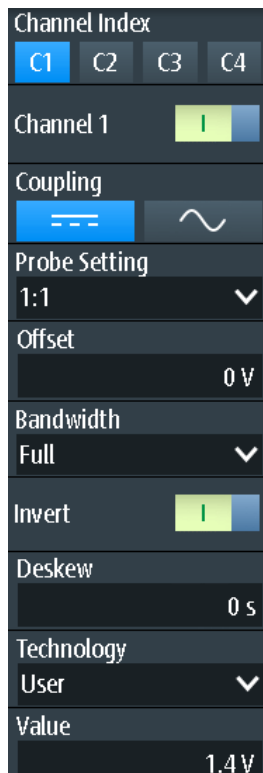 Channel Index
C1 C2 C3 C4
Channel 1 I
Coupling
Probe Setting
1:1
Offset
0 V
Bandwidth
Full
Invert I
Deskew
0 s
Technology
User
Value
1.4 V